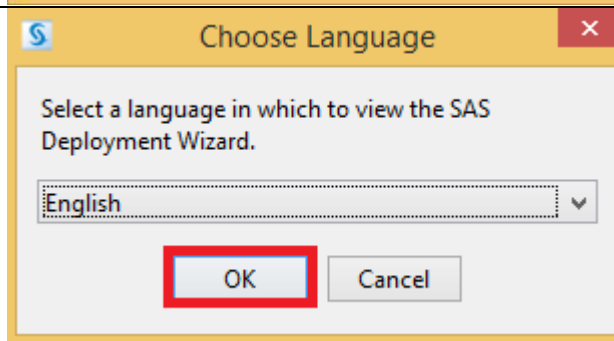 Choose Language
Select a language in which to view the SAS
Deployment Wizard.
English
OK
Cancel